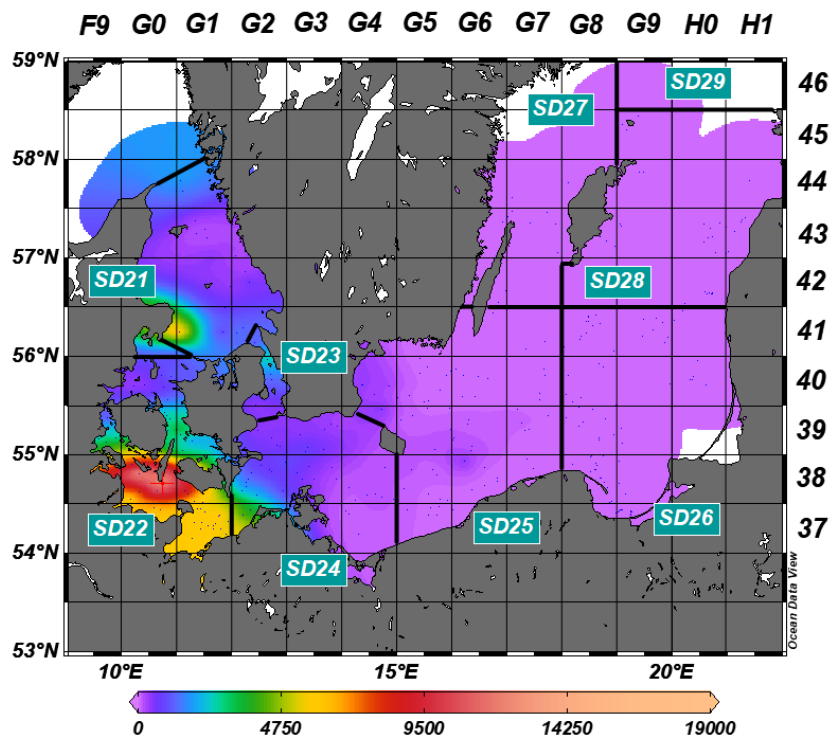 F9 G0 G1 G2 G3 G4 G5 G6 G7 G8 G9 H0 H1
59°N
46
SD29
SD27
45
58°N
44
43
57°N
SD21
SD28
42
41
56°N
SD23
40
39
55°N
38
SD22
SD25
SD26
37
54°N
SD24
Ocean Data View
53°N
10°E 15°E 20°E
0 4750 9500 14250 19000